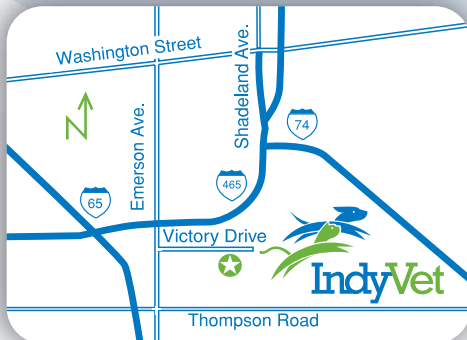 Washington Street
Shadeland Ave.
N
Emerson Ave.
74
465
65
Victory Drive
IndyVet
Thompson Road